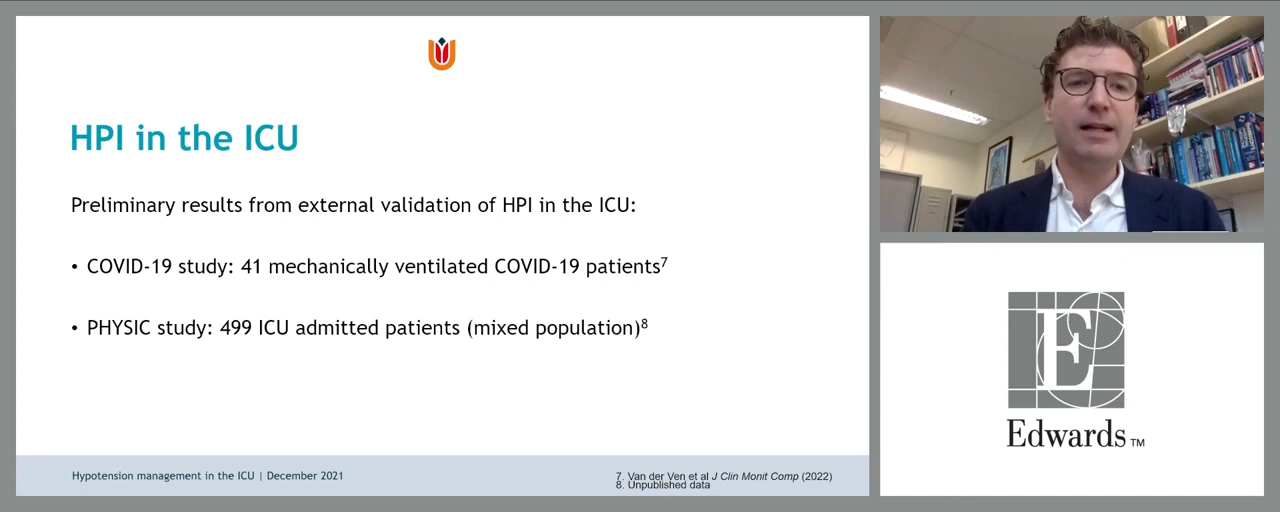 HPI in the ICU
Preliminary results from external validation of HPI in the ICU:
• COVID-19 study: 41 mechanically ventilated COVID-19 patients7
• PHYSIC study: 499 ICU admitted patients (mixed population)8
Hypotension management in the ICU | December 2021
7. Van der Ven et al J Clin Monit Comp (2022)
8. Unpublished data
E
Edwards™